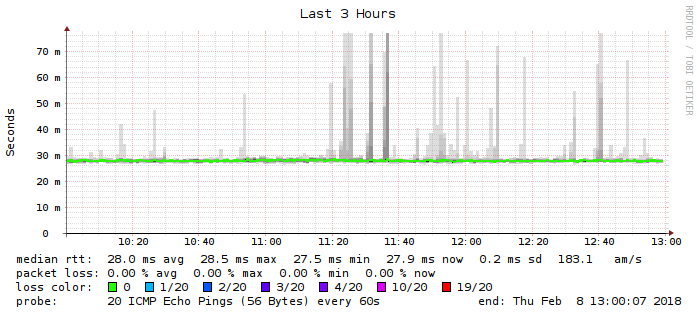 Last 3 Hours
RRDTOOL / TOBI OETIKER
Seconds
70 m
60 m
50 m
40 m
30 m
20 m
10 m
0
10:20 10:40 11:00 11:20 11:40 12:00 12:20 12:40 13:00
median rtt: 28.0 ms avg 28.5 ms max 27.5 ms min 27.9 ms now 0.2 ms sd 183.1 am/s
packet loss: 0.00 % avg 0.00 % max 0.00 % min 0.00 % now
loss color: 0 1/20 2/20 3/20 4/20 10/20 19/20
probe: 20 ICMP Echo Pings (56 Bytes) every 60s end: Thu Feb 8 13:00:07 2018